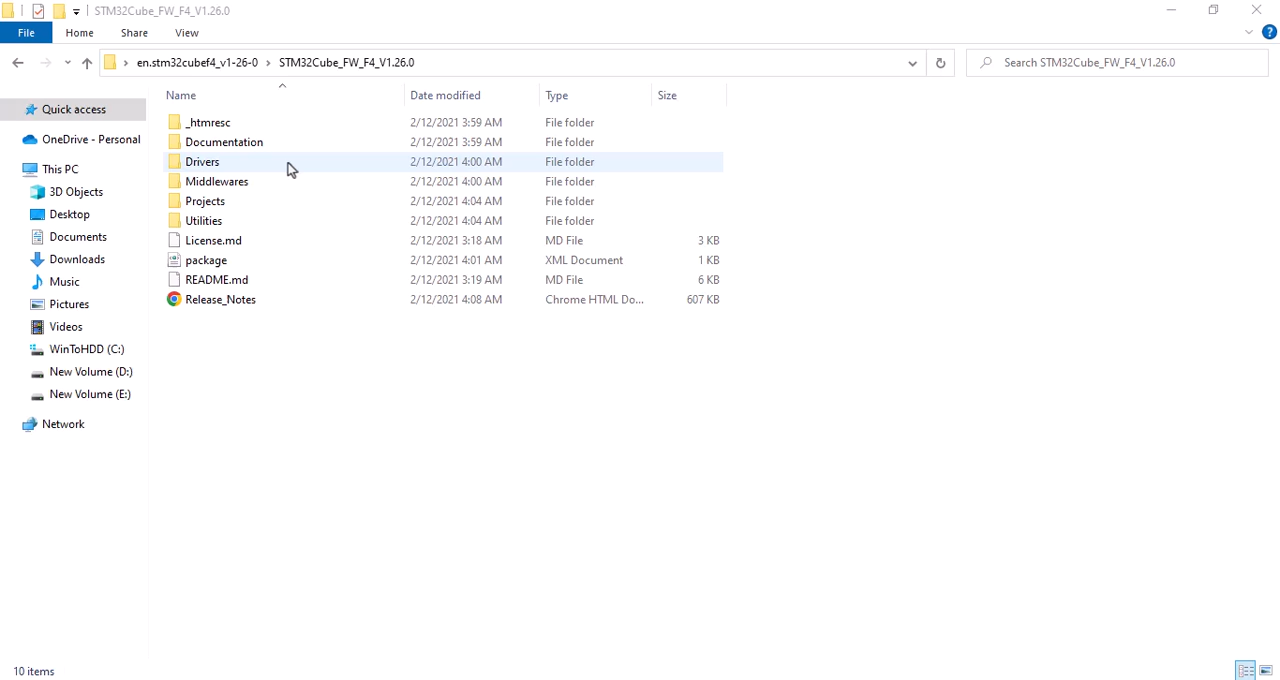 STM32Cube_FW_F4_V1.26.0
File Home Share View
en.stm32cubef4_v1-26-0 › STM32Cube_FW_F4_V1.26.0
Search STM32Cube_FW_F4_V1.26.0
Name Date modified Type Size
Quick access
OneDrive - Personal
This PC
3D Objects
Desktop
Documents
Downloads
Music
Pictures
Videos
WinToHDD (C:)
New Volume (D:)
New Volume (E:)
Network
_htmresc 2/12/2021 3:59 AM File folder
Documentation 2/12/2021 3:59 AM File folder
Drivers 2/12/2021 4:00 AM File folder
Middlewares 2/12/2021 4:00 AM File folder
Projects 2/12/2021 4:04 AM File folder
Utilities 2/12/2021 4:04 AM File folder
License.md 2/12/2021 3:18 AM MD File 3 KB
package 2/12/2021 4:01 AM XML Document 1 KB
README.md 2/12/2021 3:19 AM MD File 6 KB
Release_Notes 2/12/2021 4:08 AM Chrome HTML Do... 607 KB
10 items